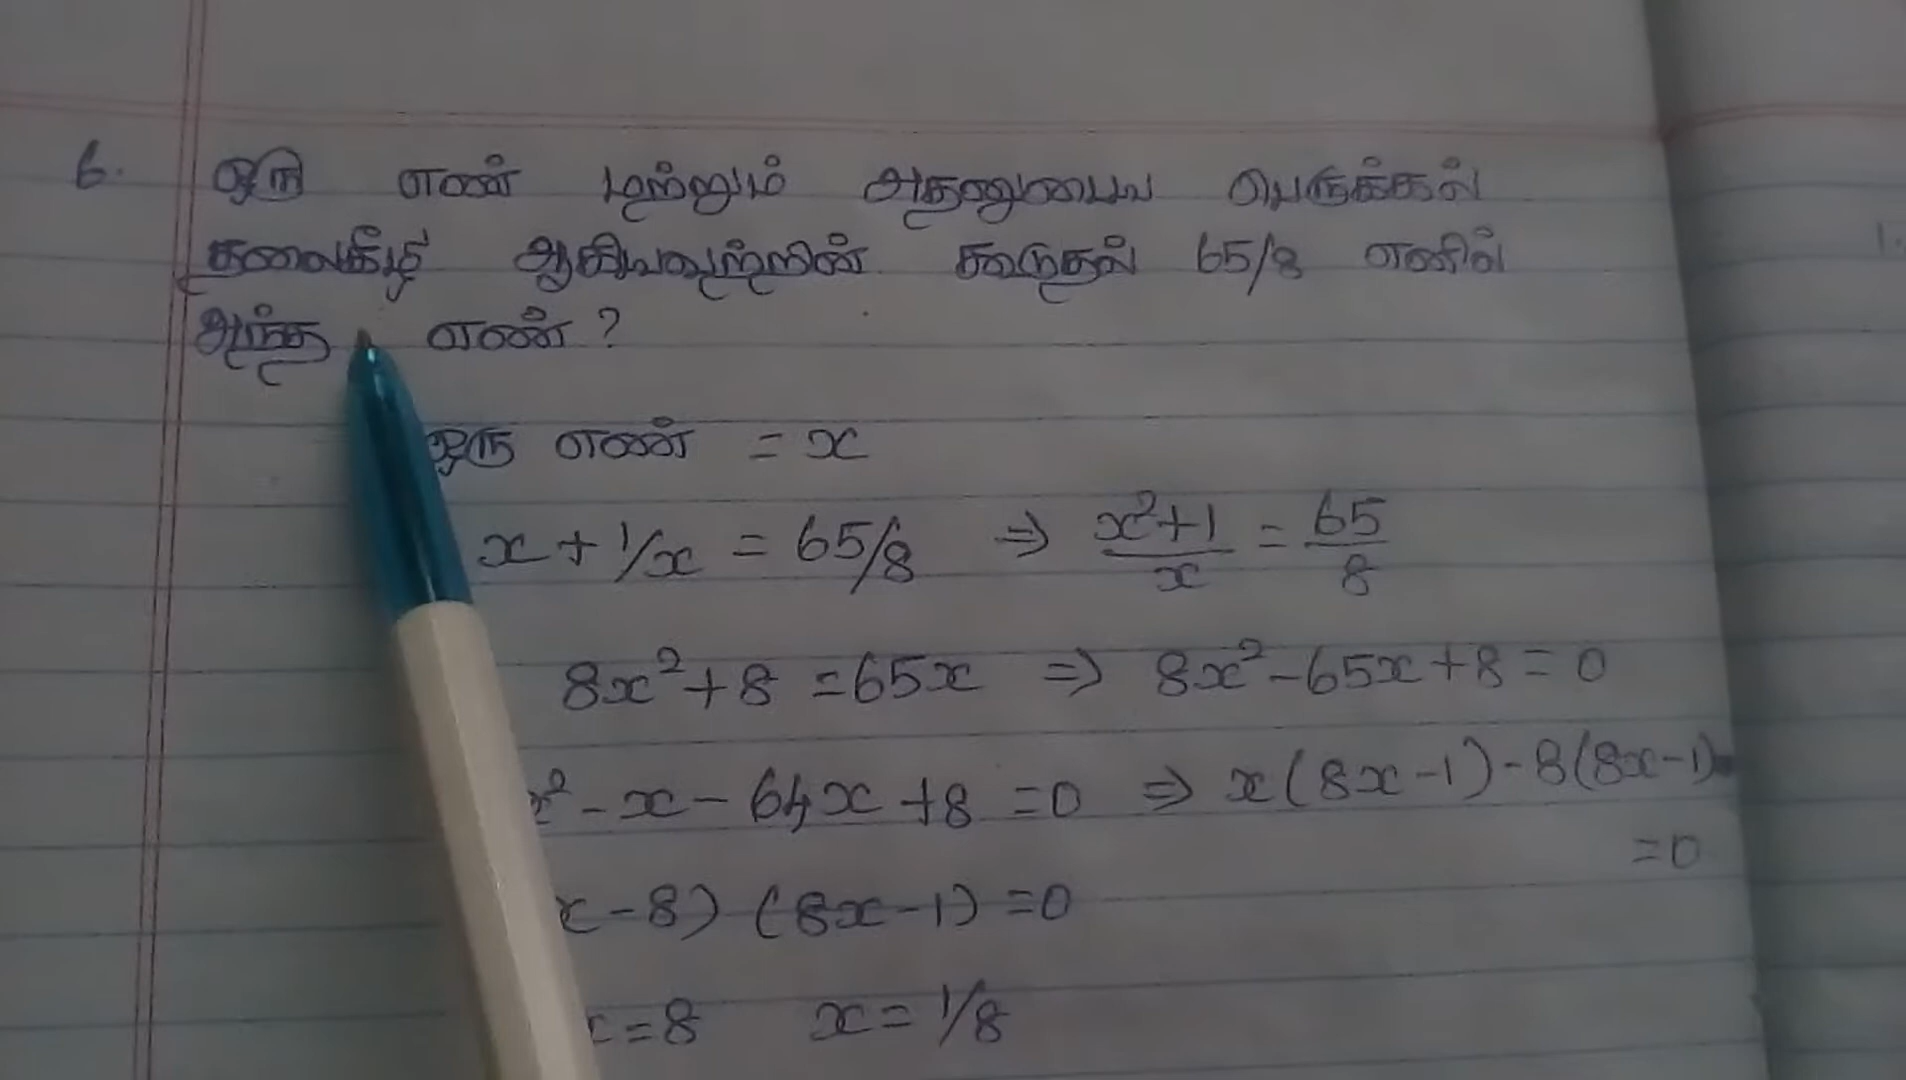 6. ஒரு எண் மற்றும் அதனுடைய பெருக்கல்
தலைகீழ் ஆகியவற்றின் கூடுதல் 65/8 எனில்
அந்த எண்?
ஒரு எண் = x
x + 1/x = 65/8 ⇒ (x²+1)/x = 65/8
8x² + 8 = 65x ⇒ 8x² - 65x + 8 = 0
x² - x - 64x + 8 = 0 ⇒ x(8x-1) - 8(8x-1)
= 0
x - 8) (8x - 1) = 0
x = 8 x = 1/8
1.